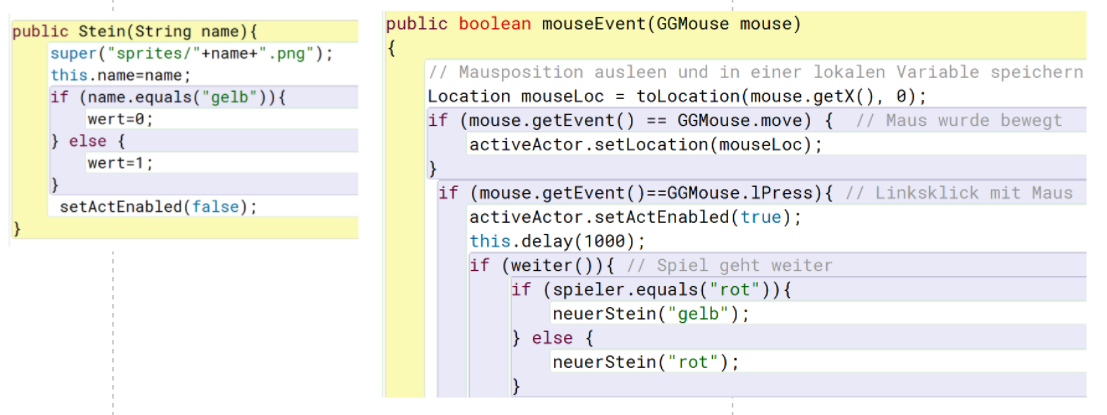 public Stein(String name){
super("sprites/"+name+".png");
this.name=name;
if (name.equals("gelb")){
wert=0;
} else {
wert=1;
}
setActEnabled(false);
}
public boolean mouseEvent(GGMouse mouse)
{
// Mausposition ausleen und in einer lokalen Variable speichern
Location mouseLoc = toLocation(mouse.getX(), 0);
if (mouse.getEvent() == GGMouse.move) {  // Maus wurde bewegt
activeActor.setLocation(mouseLoc);
}
if (mouse.getEvent()==GGMouse.lPress){ // Linksklick mit Maus
activeActor.setActEnabled(true);
this.delay(1000);
if (weiter()){ // Spiel geht weiter
if (spieler.equals("rot")){
neuerStein("gelb");
} else {
neuerStein("rot");
}